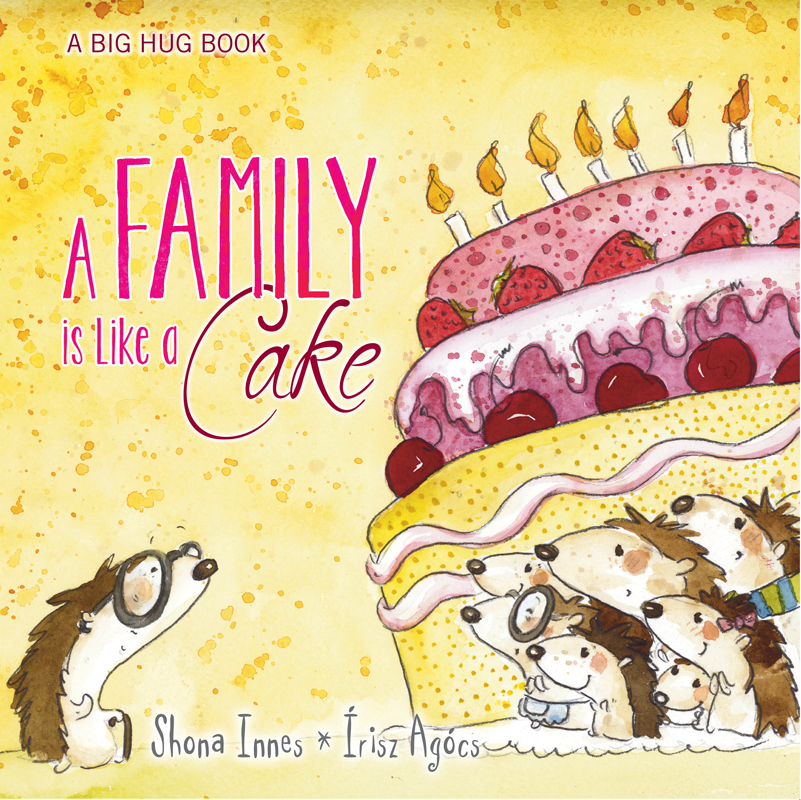 A BIG HUG BOOK
A FAMILY
is Like a
Cake
Shona Innes * Írisz Agócs